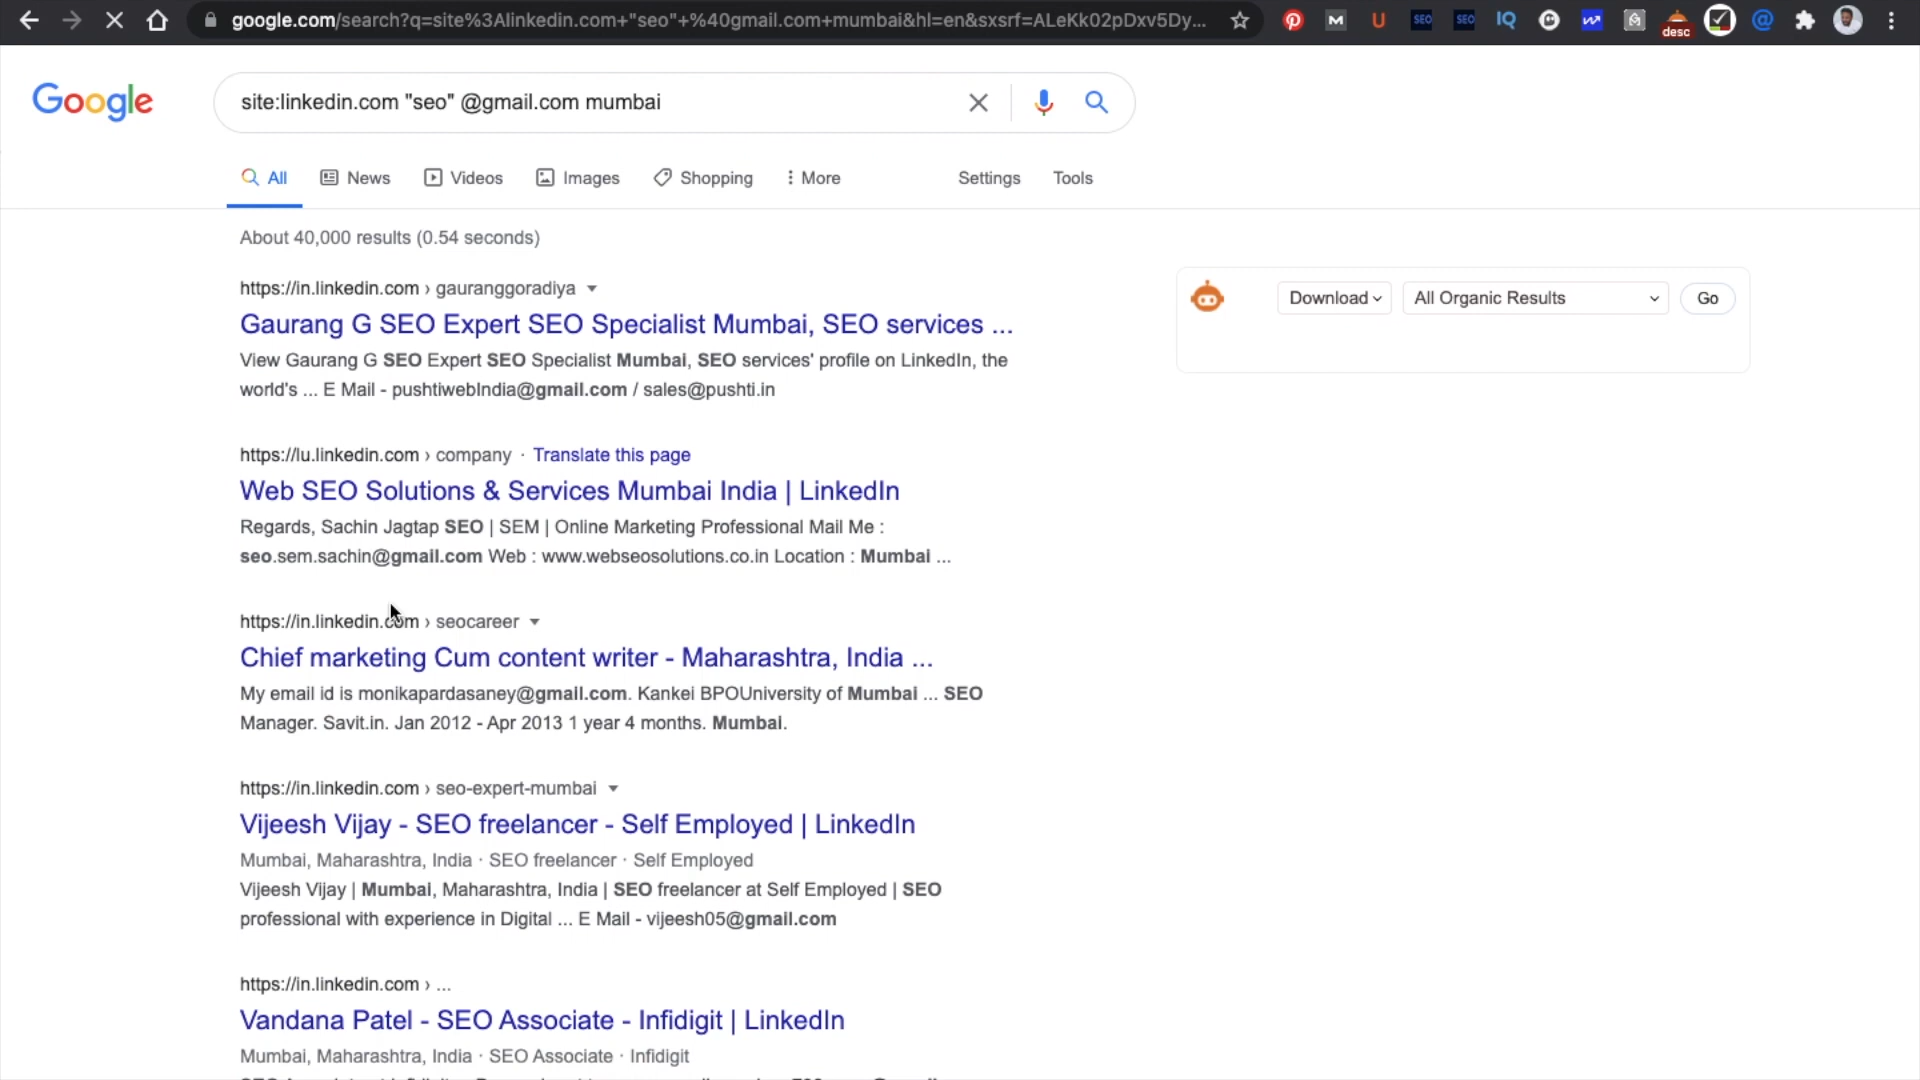 google.com/search?q=site%3Alinkedin.com+"seo"+%40gmail.com+mumbai&hl=en&sxsrf=ALeKk02pDxv5Dy...
M U SEO SEO IQ desc
Google
site:linkedin.com "seo" @gmail.com mumbai
All News Videos Images Shopping More Settings Tools
About 40,000 results (0.54 seconds)
https://in.linkedin.com › gauranggoradiya
Gaurang G SEO Expert SEO Specialist Mumbai, SEO services ...
View Gaurang G SEO Expert SEO Specialist Mumbai, SEO services' profile on LinkedIn, the
world's ... E Mail - pushtiwebIndia@gmail.com / sales@pushti.in
Download All Organic Results Go
https://lu.linkedin.com › company · Translate this page
Web SEO Solutions & Services Mumbai India | LinkedIn
Regards, Sachin Jagtap SEO | SEM | Online Marketing Professional Mail Me :
seo.sem.sachin@gmail.com Web : www.webseosolutions.co.in Location : Mumbai ...
https://in.linkedin.com › seocareer
Chief marketing Cum content writer - Maharashtra, India ...
My email id is monikapardasaney@gmail.com. Kankei BPOUniversity of Mumbai ... SEO
Manager. Savit.in. Jan 2012 - Apr 2013 1 year 4 months. Mumbai.
https://in.linkedin.com › seo-expert-mumbai
Vijeesh Vijay - SEO freelancer - Self Employed | LinkedIn
Mumbai, Maharashtra, India · SEO freelancer · Self Employed
Vijeesh Vijay | Mumbai, Maharashtra, India | SEO freelancer at Self Employed | SEO
professional with experience in Digital ... E Mail - vijeesh05@gmail.com
https://in.linkedin.com › ...
Vandana Patel - SEO Associate - Infidigit | LinkedIn
Mumbai, Maharashtra, India · SEO Associate · Infidigit